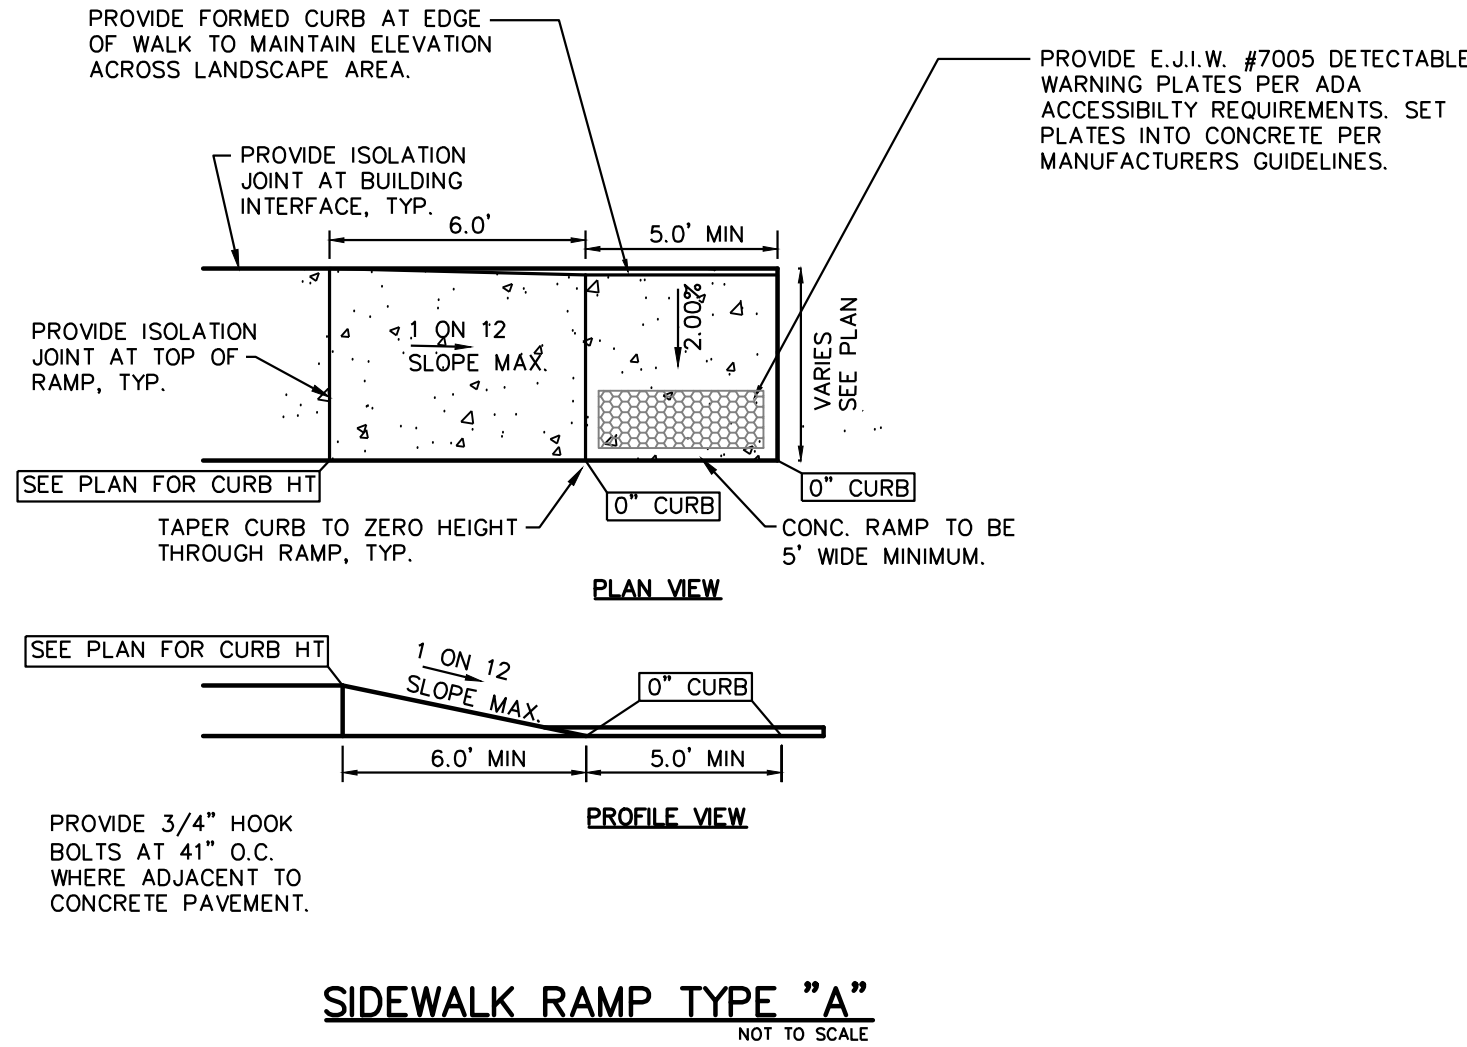 PROVIDE FORMED CURB AT EDGE
OF WALK TO MAINTAIN ELEVATION
ACROSS LANDSCAPE AREA.
PROVIDE E.J.I.W. #7005 DETECTABLE
WARNING PLATES PER ADA
ACCESSIBILTY REQUIREMENTS. SET
PLATES INTO CONCRETE PER
MANUFACTURERS GUIDELINES.
PROVIDE ISOLATION
JOINT AT BUILDING
INTERFACE, TYP.
6.0'
5.0' MIN
PROVIDE ISOLATION
JOINT AT TOP OF
RAMP, TYP.
1 ON 12
SLOPE MAX.
2.00%
VARIES
SEE PLAN
SEE PLAN FOR CURB HT
0" CURB
0" CURB
TAPER CURB TO ZERO HEIGHT
THROUGH RAMP, TYP.
CONC. RAMP TO BE
5' WIDE MINIMUM.
PLAN VIEW
SEE PLAN FOR CURB HT
1 ON 12
SLOPE MAX.
0" CURB
6.0' MIN
5.0' MIN
PROFILE VIEW
PROVIDE 3/4" HOOK
BOLTS AT 41" O.C.
WHERE ADJACENT TO
CONCRETE PAVEMENT.
SIDEWALK RAMP TYPE "A"
NOT TO SCALE